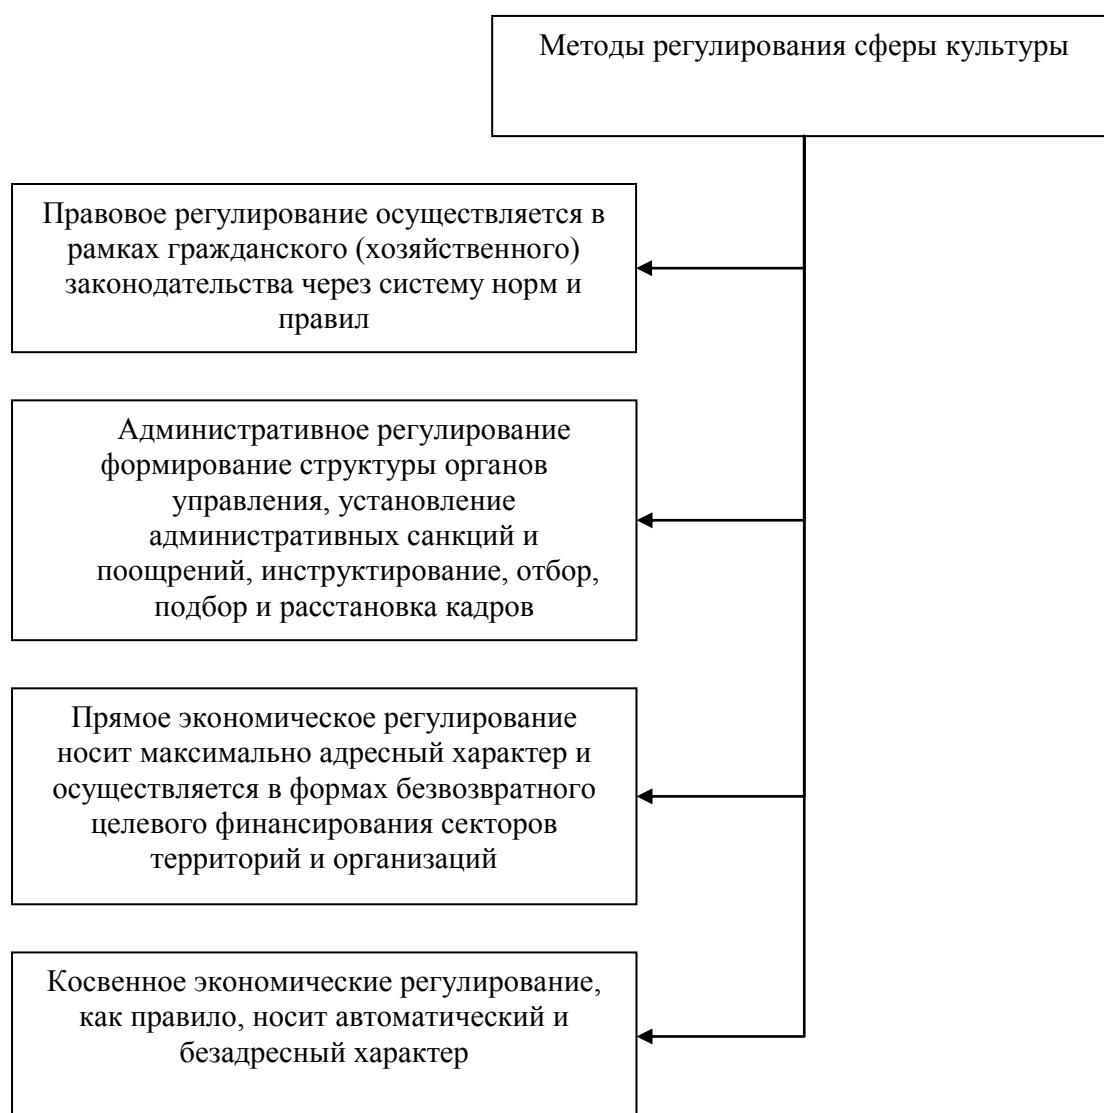 Методы регулирования сферы культуры
Правовое регулирование осуществляется в
рамках гражданского (хозяйственного)
законодательства через систему норм и
правил
Административное регулирование
формирование структуры органов
управления, установление
административных санкций и
поощрений, инструктирование, отбор,
подбор и расстановка кадров
Прямое экономическое регулирование
носит максимально адресный характер и
осуществляется в формах безвозвратного
целевого финансирования секторов
территорий и организаций
Косвенное экономические регулирование,
как правило, носит автоматический и
безадресный характер